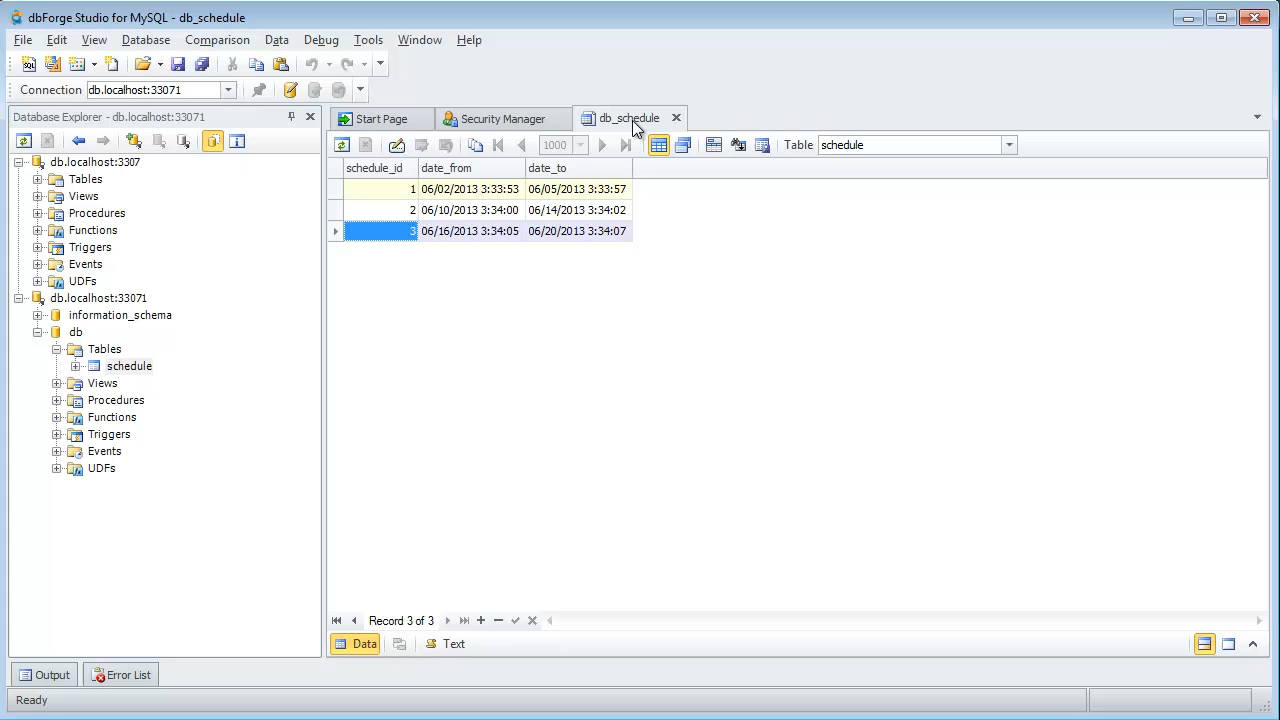 dbForge Studio for MySQL - db_schedule
File Edit View Database Comparison Data Debug Tools Window Help
Connection db.localhost:33071
Database Explorer - db.localhost:33071
db.localhost:3307
Tables
Views
Procedures
Functions
Triggers
Events
UDFs
db.localhost:33071
information_schema
db
Tables
schedule
Views
Procedures
Functions
Triggers
Events
UDFs
Start Page Security Manager db_schedule
1000 Table schedule
schedule_id date_from date_to
1 06/02/2013 3:33:53 06/05/2013 3:33:57
2 06/10/2013 3:34:00 06/14/2013 3:34:02
3 06/16/2013 3:34:05 06/20/2013 3:34:07
Record 3 of 3
Data Text
Output Error List
Ready